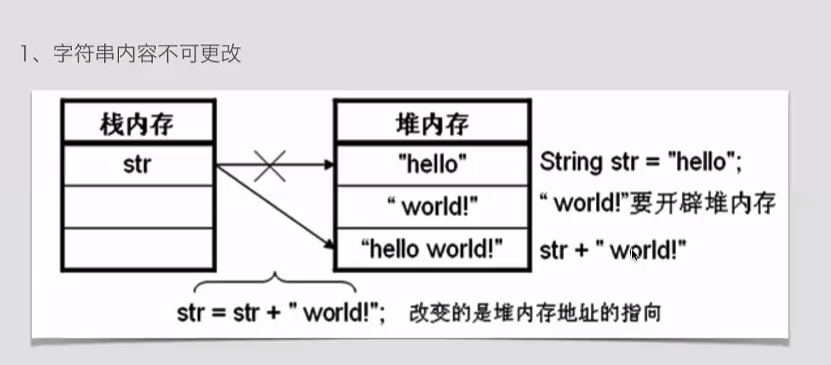 1、字符串内容不可更改
栈内存 堆内存
str "hello" String str = "hello";
“ world!" “ world!”要开辟堆内存
“hello world!" str + " world!"
str = str + " world!"; 改变的是堆内存地址的指向